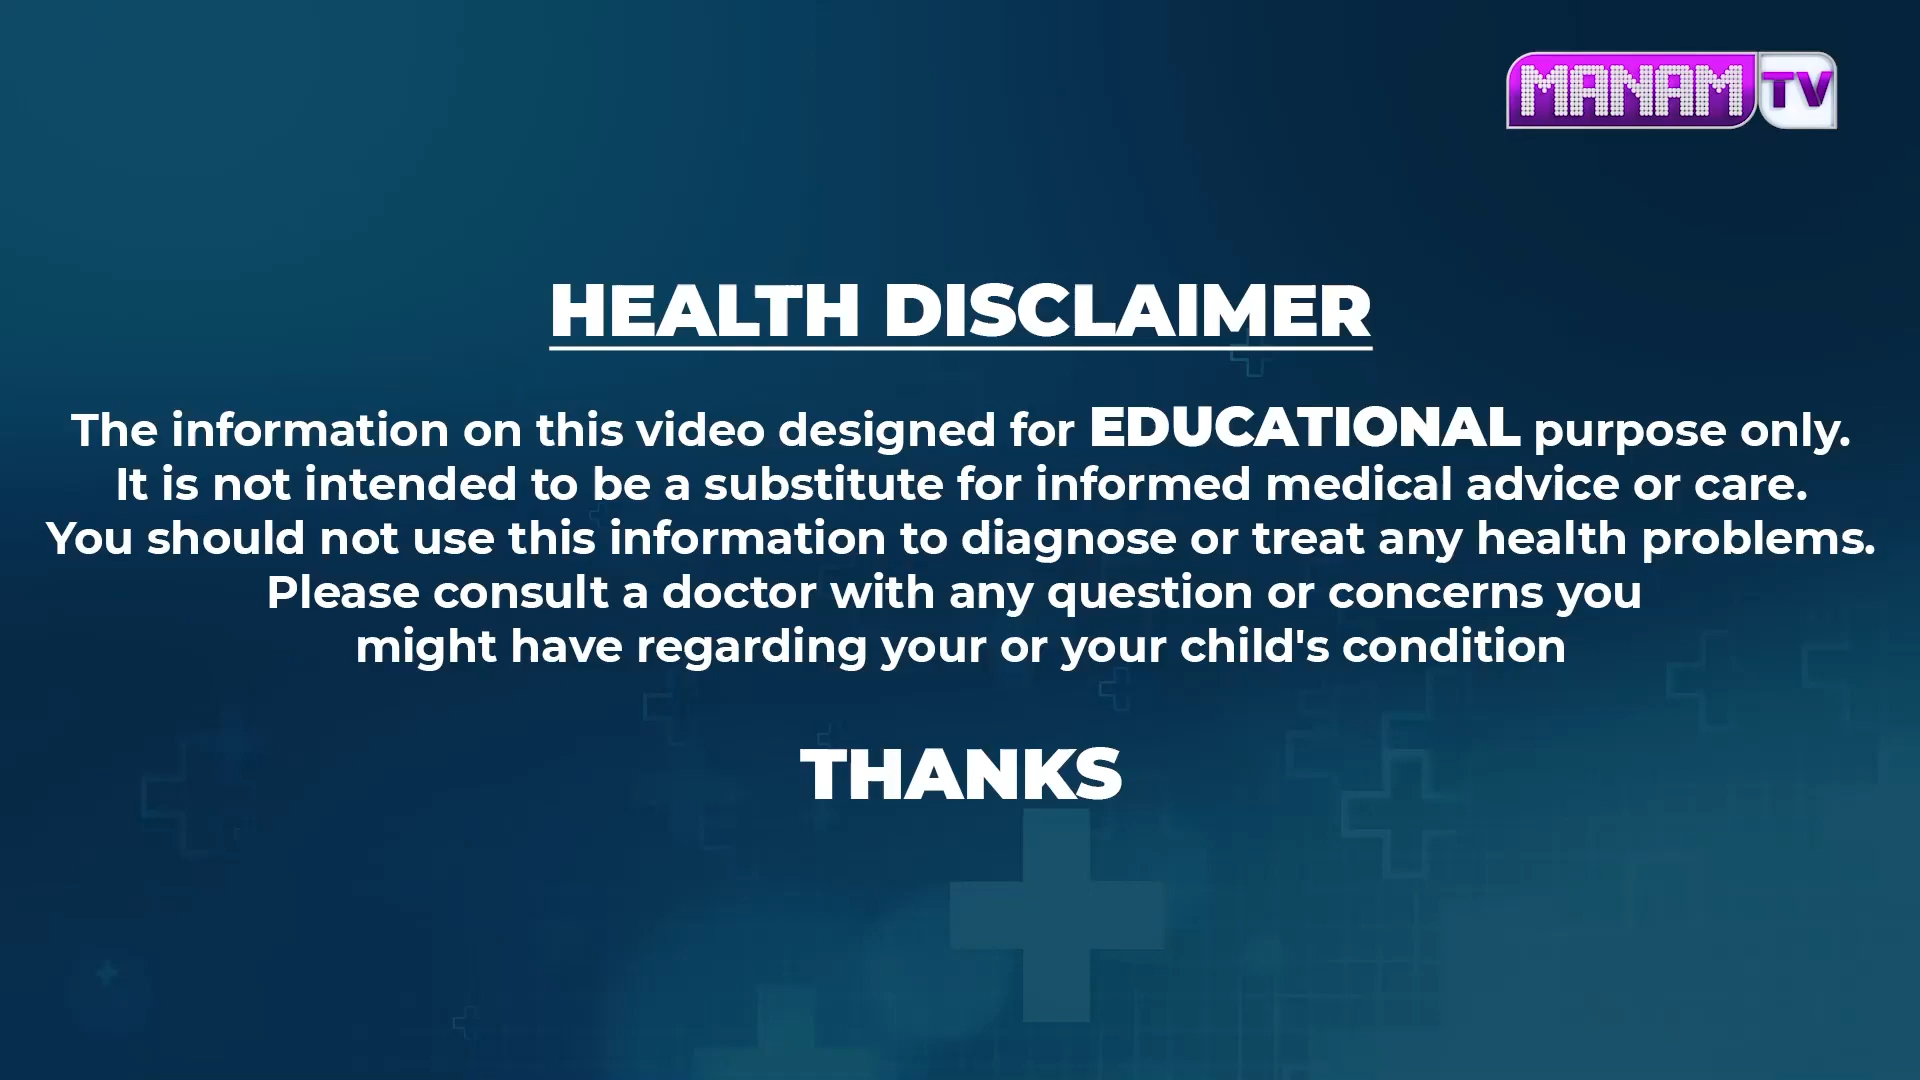 MANAM TV
HEALTH DISCLAIMER
The information on this video designed for EDUCATIONAL purpose only.
It is not intended to be a substitute for informed medical advice or care.
You should not use this information to diagnose or treat any health problems.
Please consult a doctor with any question or concerns you
might have regarding your or your child's condition
THANKS